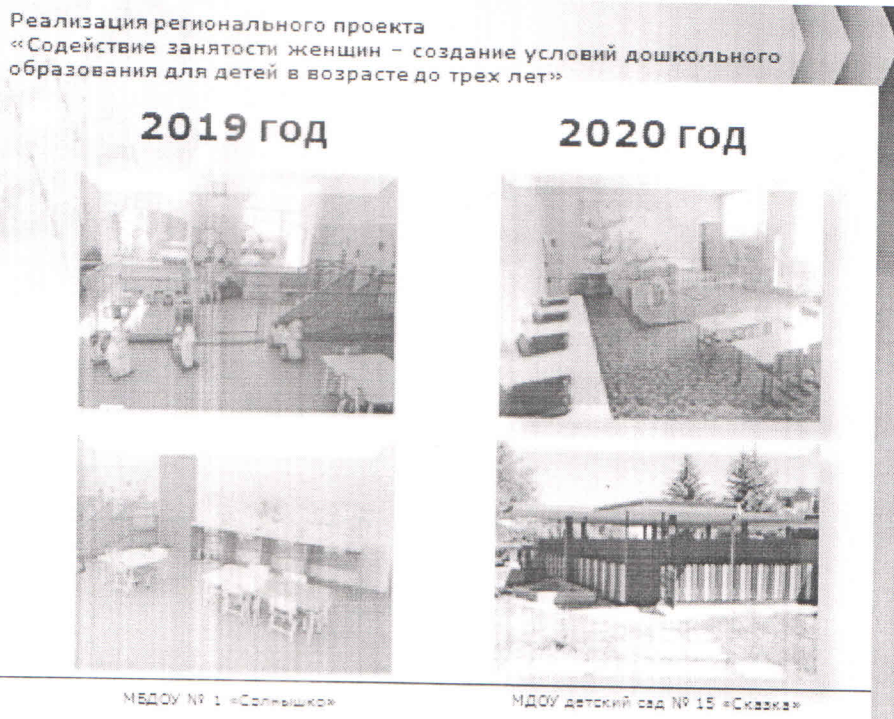 Реализация регионального проекта
«Содействие занятости женщин – создание условий дошкольного
образования для детей в возрасте до трех лет»
2019 год
2020 год
МБДОУ № 1 «Солнышко»
МДОУ детский сад № 15 «Сказка»